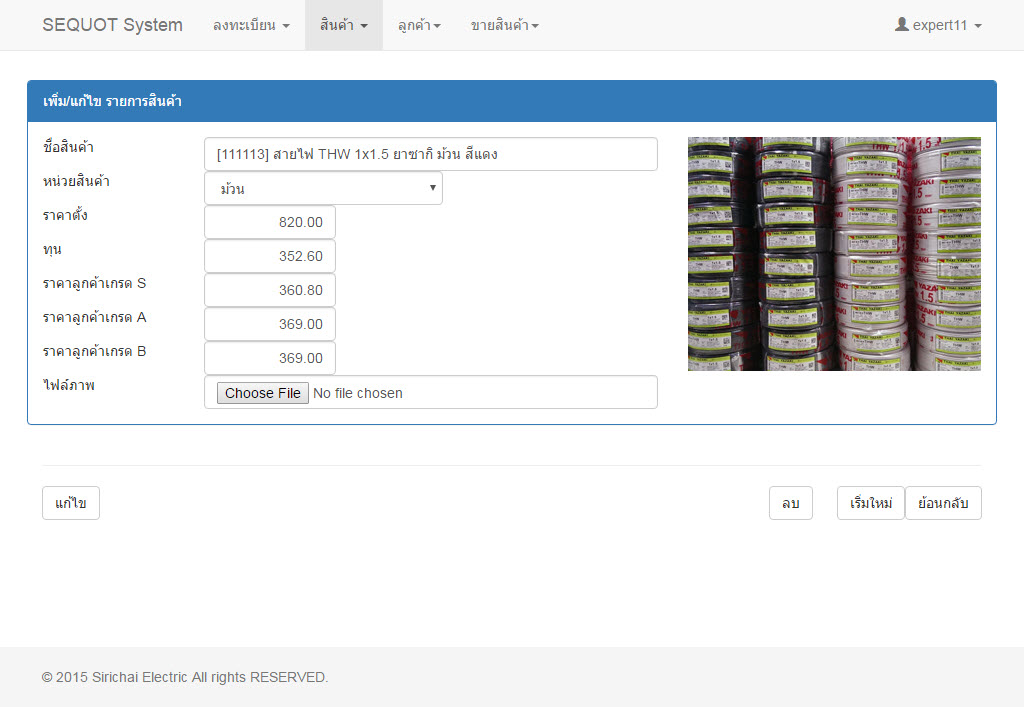 SEQUOT System ลงทะเบียน สินค้า ลูกค้า ขายสินค้า expert11
เพิ่ม/แก้ไข รายการสินค้า
ชื่อสินค้า [111113] สายไฟ THW 1x1.5 ยาซากิ ม้วน สีแดง
หน่วยสินค้า ม้วน
ราคาตั้ง 820.00
ทุน 352.60
ราคาลูกค้าเกรด S 360.80
ราคาลูกค้าเกรด A 369.00
ราคาลูกค้าเกรด B 369.00
ไฟล์ภาพ Choose File No file chosen
แก้ไข ลบ เริ่มใหม่ ย้อนกลับ
© 2015 Sirichai Electric All rights RESERVED.